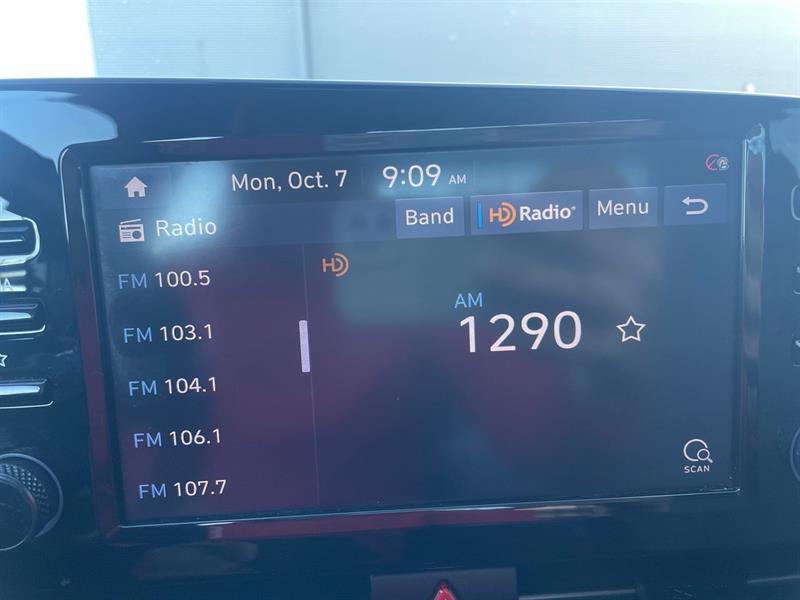 Mon, Oct. 7 9:09 AM
Radio Band HD Radio® Menu
FM 100.5
FM 103.1
FM 104.1
FM 106.1
FM 107.7
HD
AM
1290
SCAN